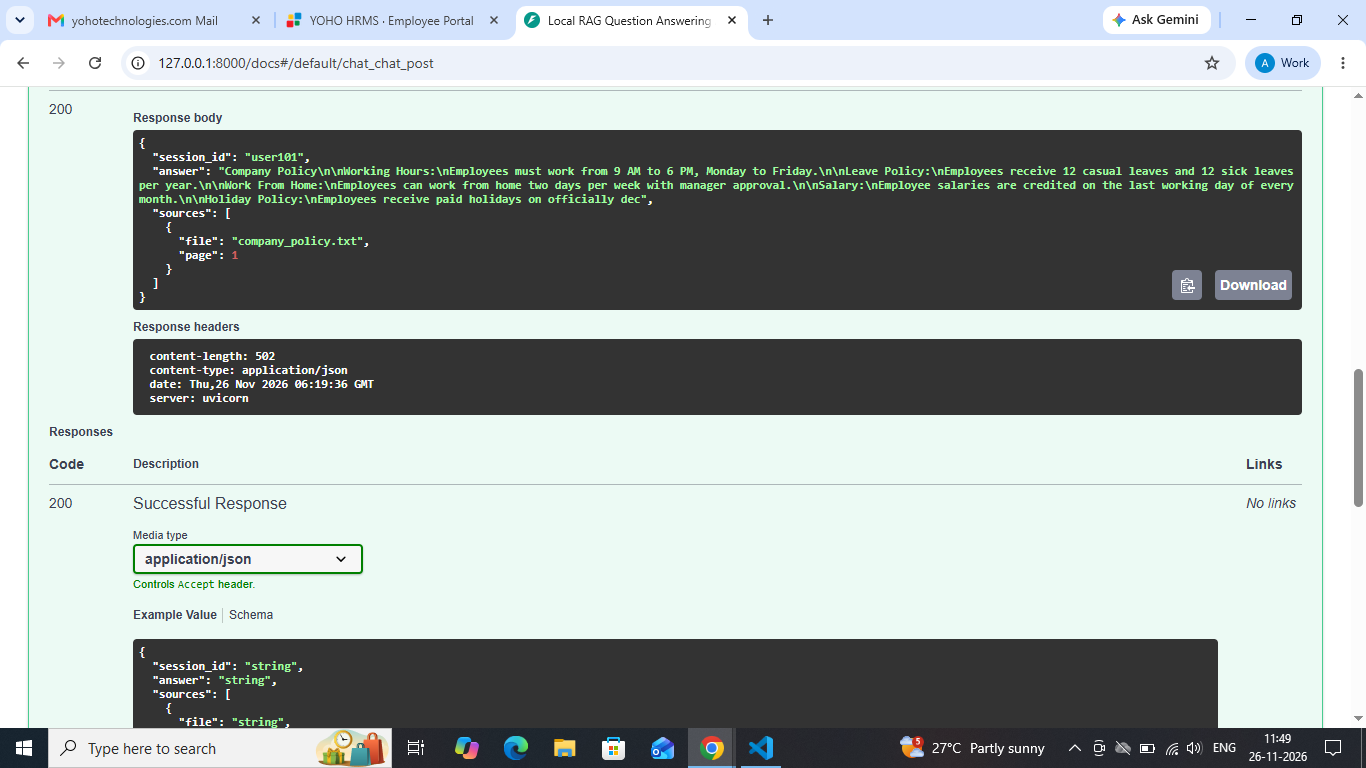 yohotechnologies.com Mail
YOHO HRMS · Employee Portal
Local RAG Question Answering
Ask Gemini
127.0.0.1:8000/docs#/default/chat_chat_post
A
Work
200
Response body
{
  "session_id": "user101",
  "answer": "Company Policy\n\nWorking Hours:\nEmployees must work from 9 AM to 6 PM, Monday to Friday.\n\nLeave Policy:\nEmployees receive 12 casual leaves and 12 sick leaves
per year.\n\nWork From Home:\nEmployees can work from home two days per week with manager approval.\n\nSalary:\nEmployee salaries are credited on the last working day of every
month.\n\nHoliday Policy:\nEmployees receive paid holidays on officially dec",
  "sources": [
    {
      "file": "company_policy.txt",
      "page": 1
    }
  ]
}
Download
Response headers
content-length: 502
content-type: application/json
date: Thu,26 Nov 2026 06:19:36 GMT
server: uvicorn
Responses
Code
Description
Links
200
Successful Response
No links
Media type
application/json
Controls Accept header.
Example Value
Schema
{
  "session_id": "string",
  "answer": "string",
  "sources": [
    {
      "file": "string",
Type here to search
5
27°C Partly sunny
ENG
11:49
26-11-2026